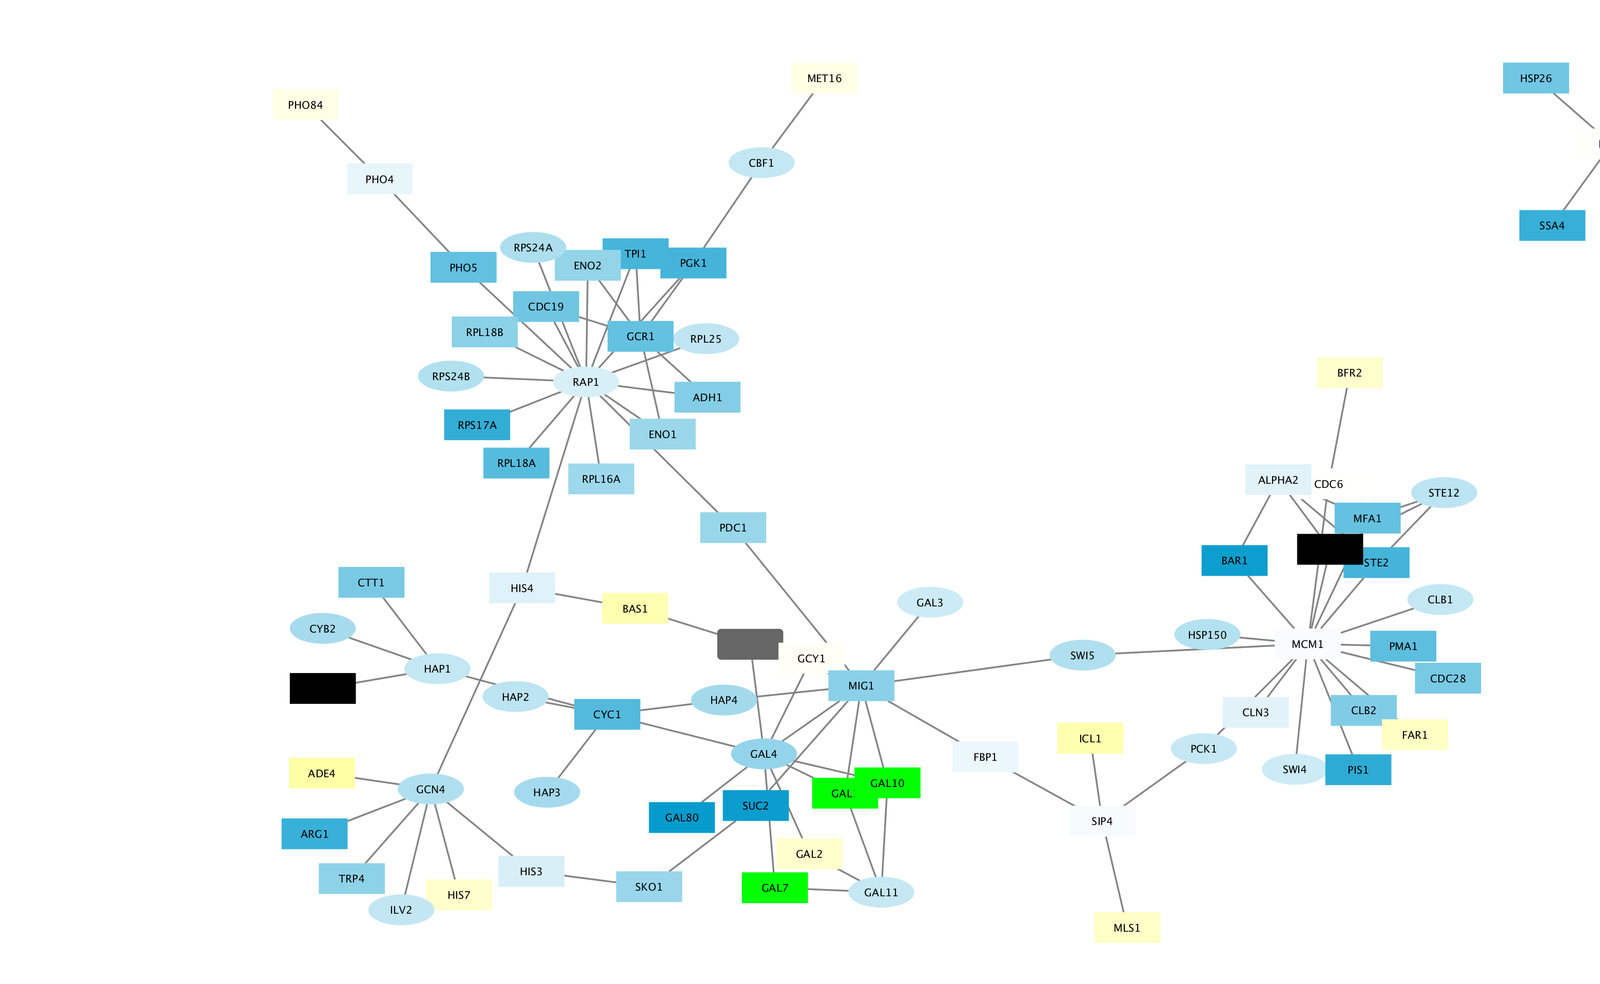 MET16
HSP26
PHO84
CBF1
PHO4
SSA4
RPS24A
TPI1
ENO2
PGK1
PHO5
CDC19
RPL18B
GCR1
RPL25
BFR2
RPS24B
RAP1
ADH1
RPS17A
ENO1
RPL18A
RPL16A
ALPHA2
CDC6
STE12
MFA1
PDC1
BAR1
STE2
CTT1
HIS4
BAS1
GAL3
CLB1
CYB2
HSP150
MCM1
PMA1
GCY1
SWI5
HAP1
MIG1
CDC28
HAP2
HAP4
CYC1
CLN3
CLB2
FAR1
ICL1
PCK1
GAL4
FBP1
SWI4
PIS1
ADE4
GCN4
HAP3
GAL10
SUC2
GAL80
SIP4
ARG1
GAL2
HIS3
TRP4
SKO1
GAL7
GAL11
HIS7
ILV2
MLS1